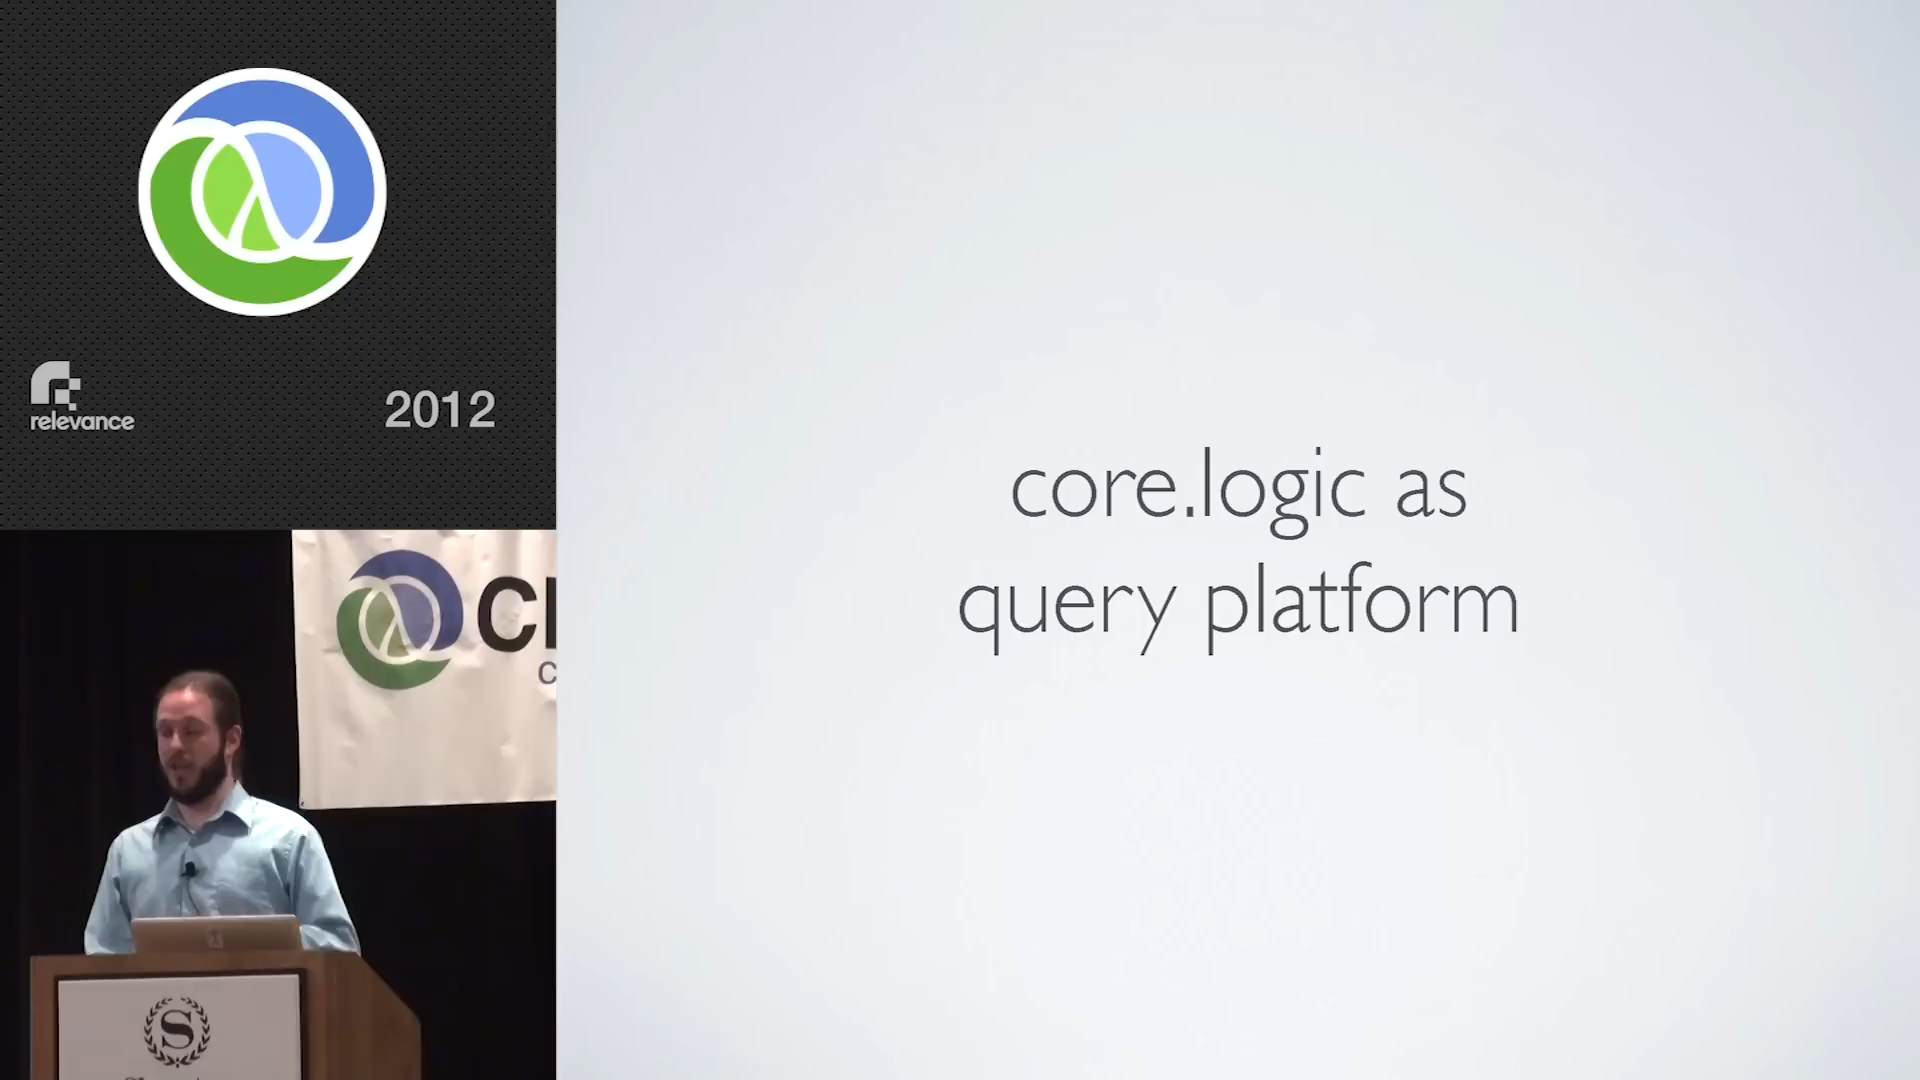 relevance
2012
core.logic as
query platform
S